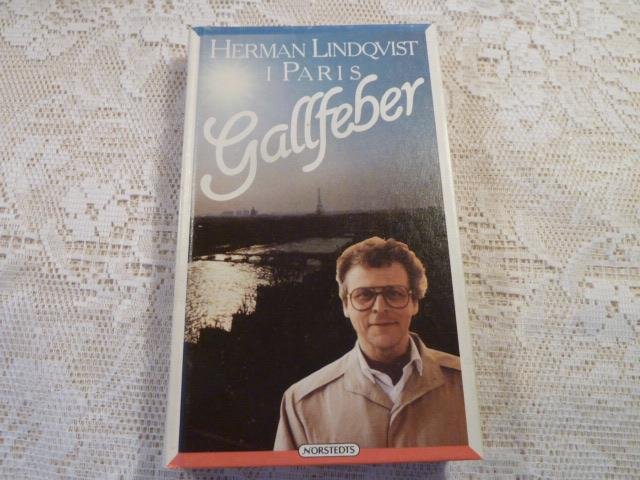 HERMAN LINDQVIST
I PARIS
Gallfeber
NORSTEDTS